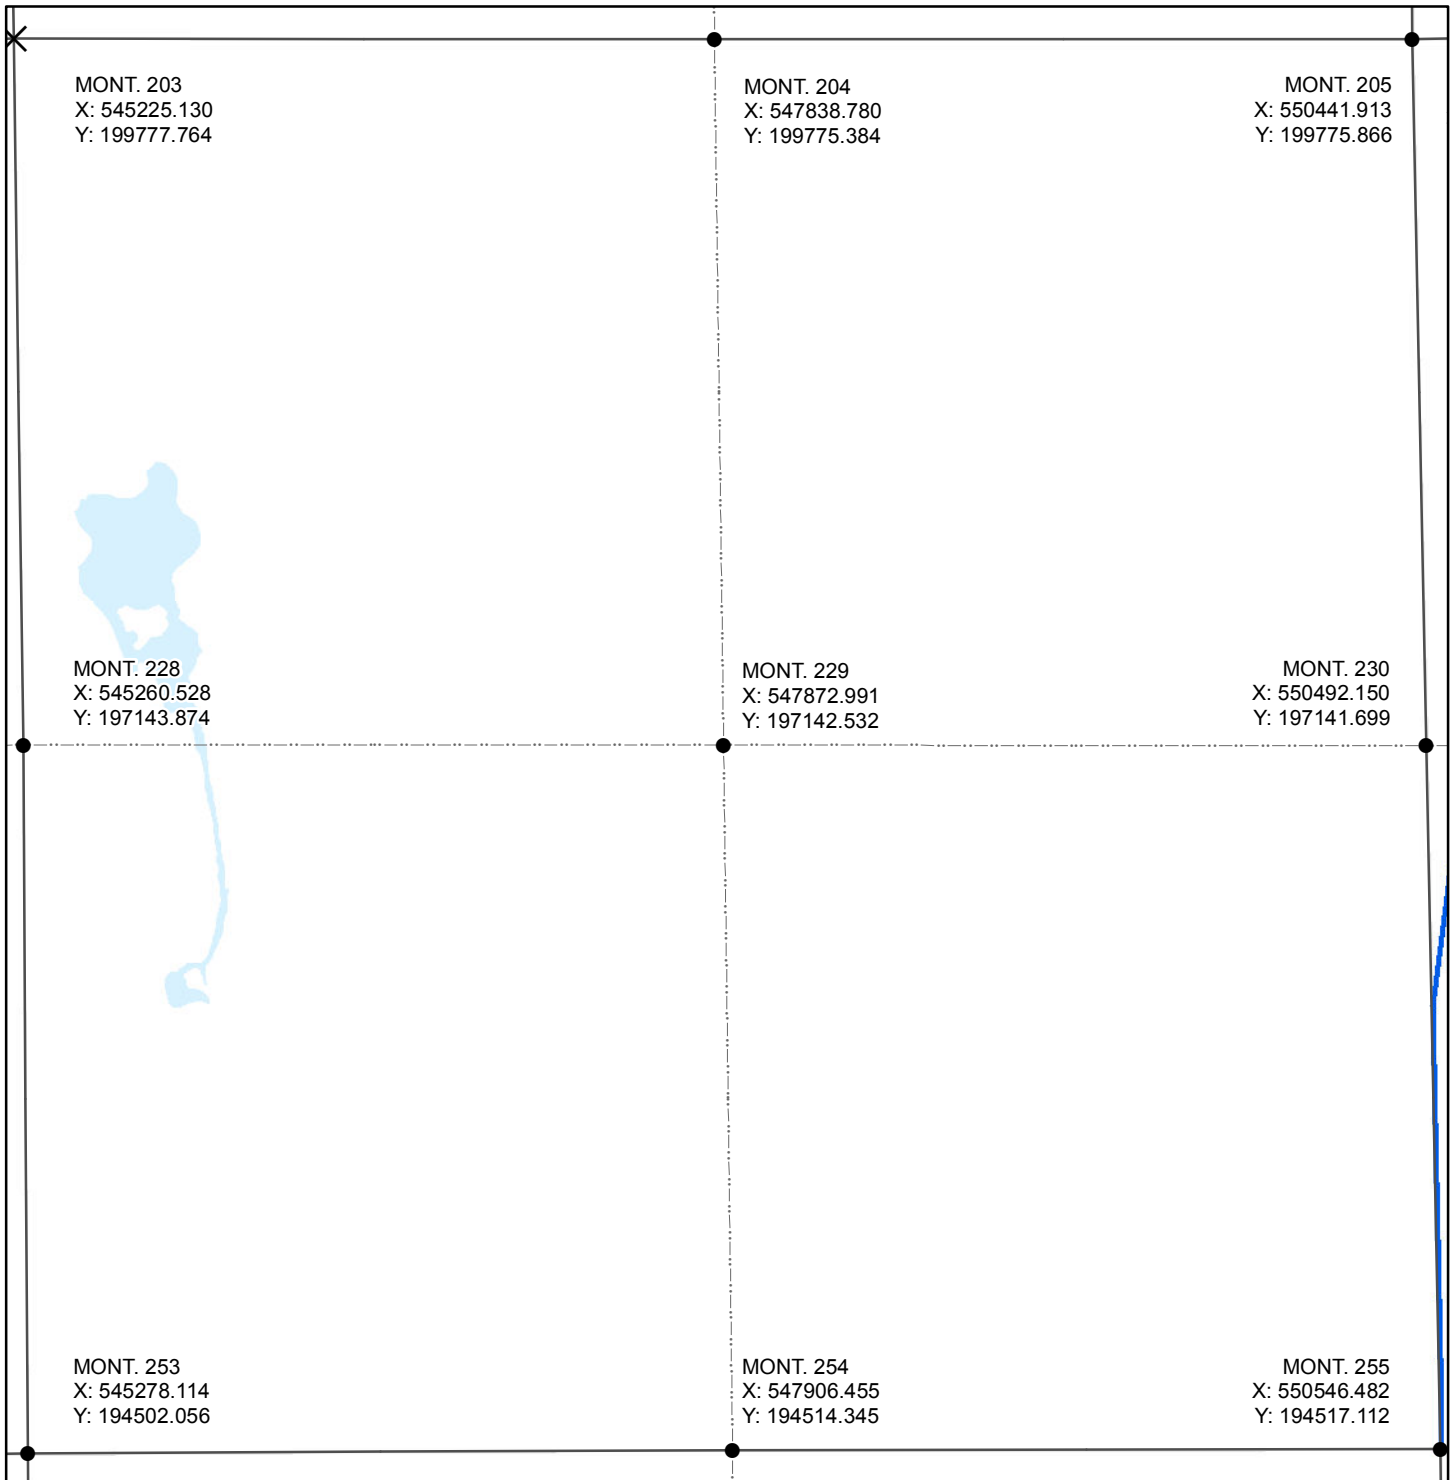 MONT. 203
X: 545225.130
Y: 199777.764
MONT. 204
X: 547838.780
Y: 199775.384
MONT. 205
X: 550441.913
Y: 199775.866
MONT. 228
X: 545260.528
Y: 197143.874
MONT. 229
X: 547872.991
Y: 197142.532
MONT. 230
X: 550492.150
Y: 197141.699
MONT. 253
X: 545278.114
Y: 194502.056
MONT. 254
X: 547906.455
Y: 194514.345
MONT. 255
X: 550546.482
Y: 194517.112